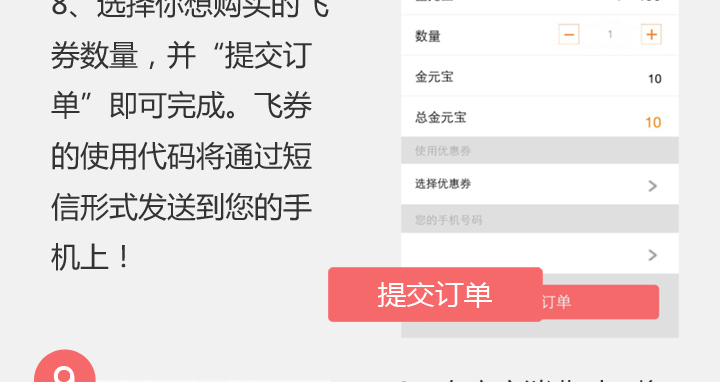 8、选择你想购买的飞
券数量，并“提交订
单”即可完成。飞券
的使用代码将通过短
信形式发送到您的手
机上！
数量 － 1 ＋
金元宝 10
总金元宝 10
使用优惠券
选择优惠券 >
您的手机号码
>
提交订单
订单
9